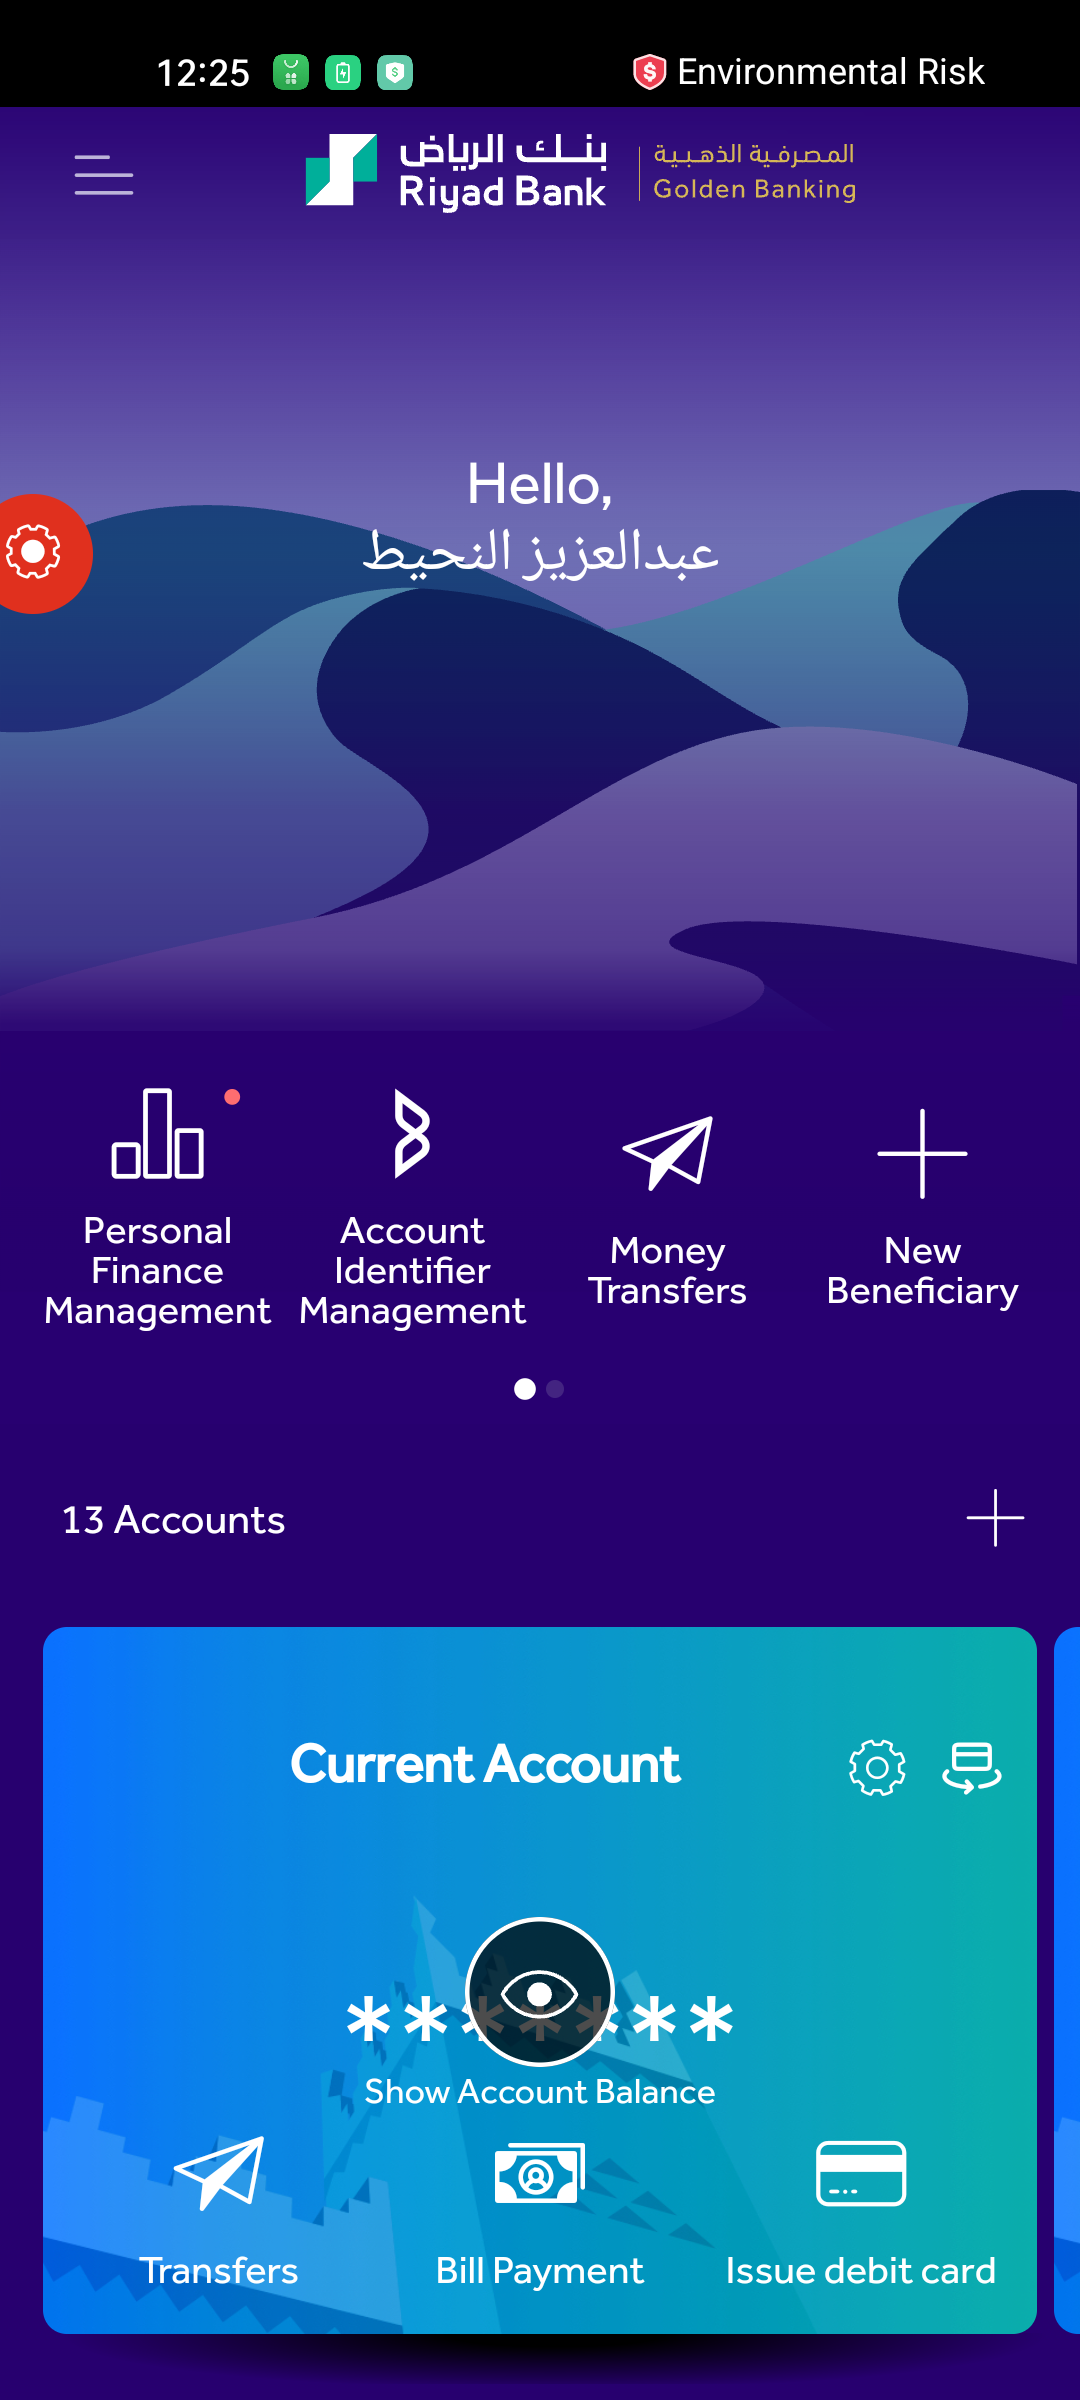 12:25
Environmental Risk
بنك الرياض
Riyad Bank
المصرفية الذهبية
Golden Banking
Hello,
عبدالعزيز النحيط
Personal
Finance
Management
Account
Identifier
Management
Money
Transfers
New
Beneficiary
13 Accounts
Current Account
*******
Show Account Balance
Transfers
Bill Payment
Issue debit card